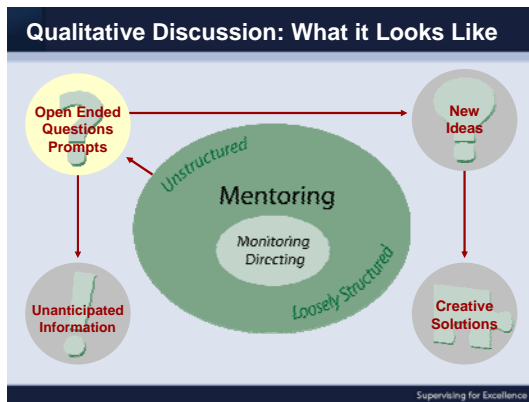 Qualitative Discussion: What it Looks Like
Open Ended
Questions
Prompts
New
Ideas
Unstructured
Mentoring
Monitoring
Directing
Loosely Structured
Unanticipated
Information
Creative
Solutions
Supervising for Excellence